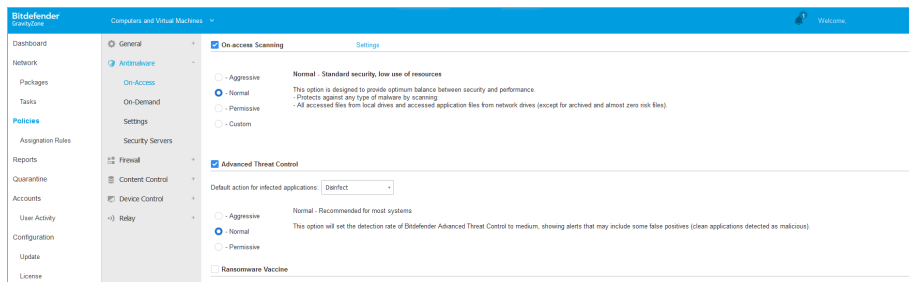 Bitdefender
GravityZone
Computers and Virtual Machines
1
Welcome,
Dashboard
Network
Packages
Tasks
Policies
Assignation Rules
Reports
Quarantine
Accounts
User Activity
Configuration
Update
License
General +
Antimalware -
On-Access
On-Demand
Settings
Security Servers
Firewall +
Content Control +
Device Control +
Relay +
On-access Scanning Settings
- Aggressive
- Normal
- Permissive
- Custom
Normal - Standard security, low use of resources
This option is designed to provide optimum balance between security and performance.
- Protects against any type of malware by scanning:
- All accessed files from local drives and accessed application files from network drives (except for archived and almost zero risk files).
Advanced Threat Control
Default action for infected applications: Disinfect
- Aggressive
- Normal
- Permissive
Normal - Recommended for most systems
This option will set the detection rate of Bitdefender Advanced Threat Control to medium, showing alerts that may include some false positives (clean applications detected as malicious).
Ransomware Vaccine